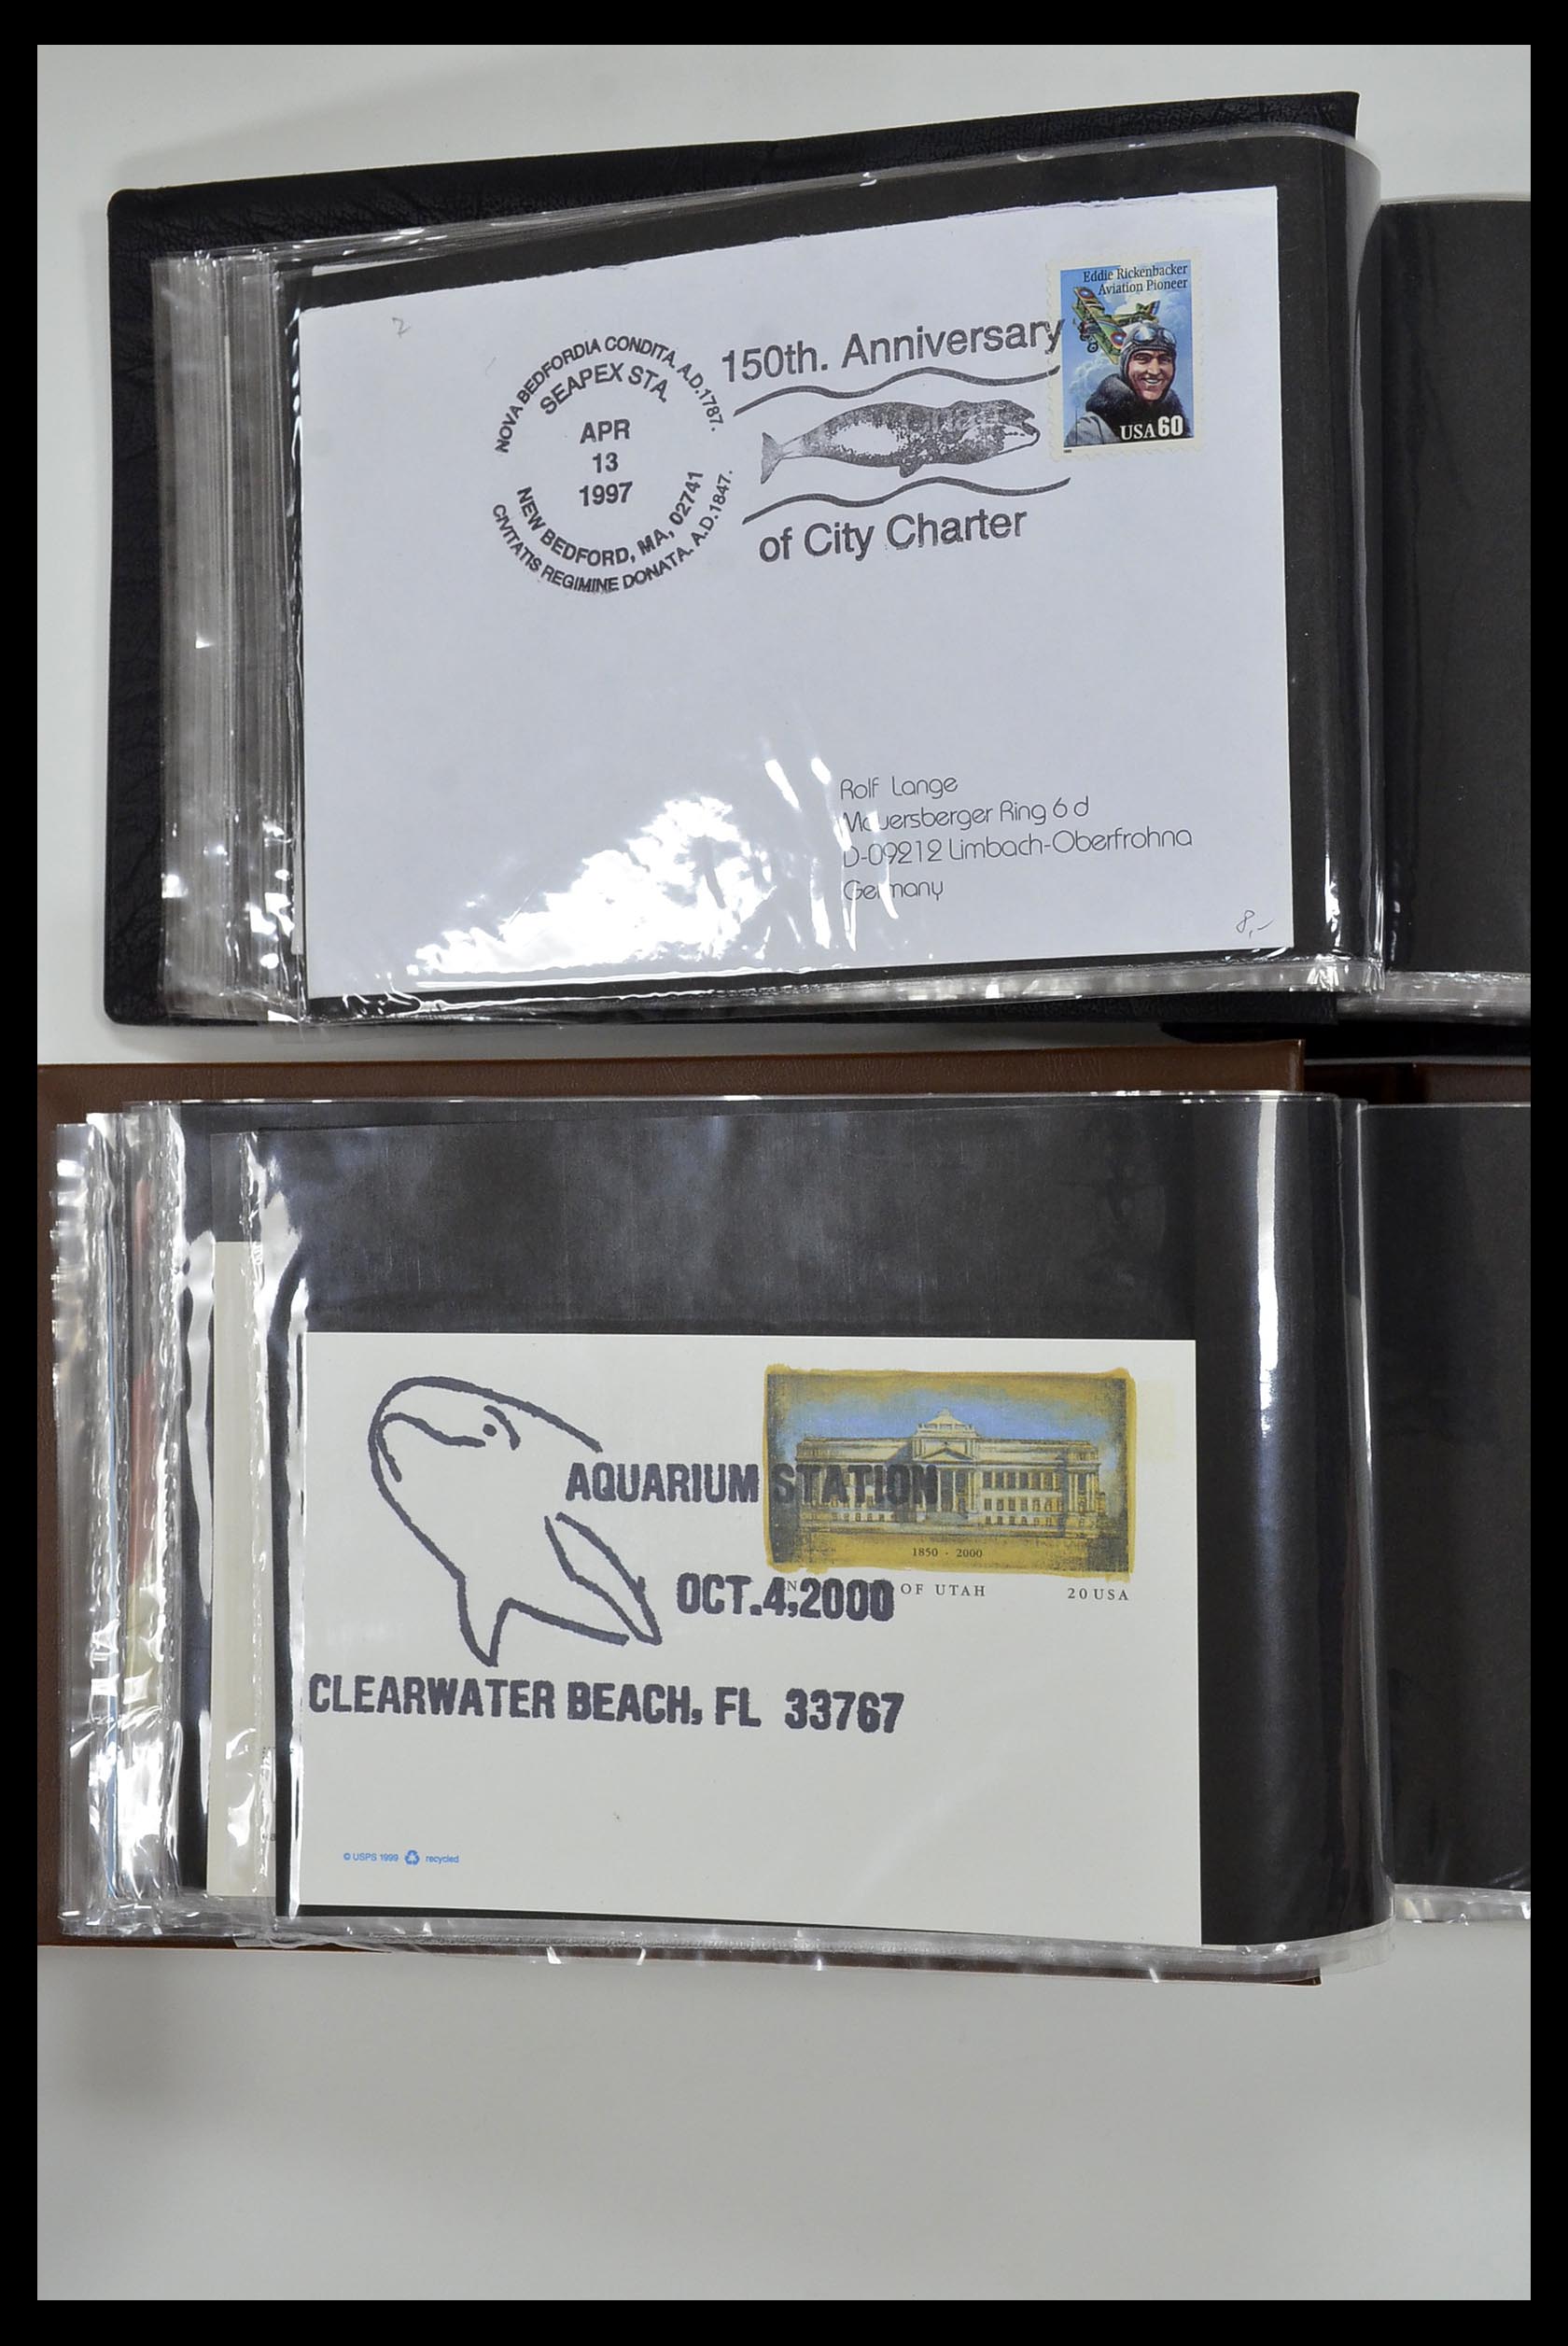 NOVA BEDFORDIA CONDITA. A.D.1787.
SEAPEX STA.
APR
13
1997
NEW BEDFORD, MA, 02741
CIVITATIS REGIMINE DONATA. A.D.1847.
150th. Anniversary
of City Charter
Eddie Rickenbacker
Aviation Pioneer
USA 60
Rolf Lange
Mauersberger Ring 6 d
D-09212 Limbach-Oberfrohna
Germany
8,-
AQUARIUM STATION
1850 - 2000
OF UTAH 20 USA
OCT.4,2000
CLEARWATER BEACH, FL 33767
© USPS 1999 recycled